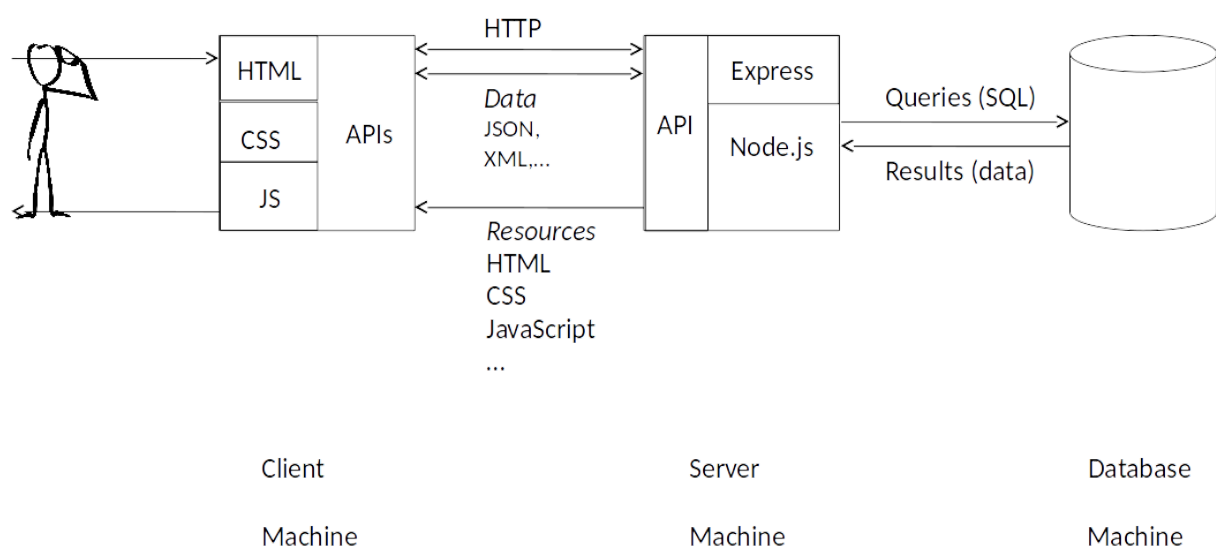 HTML
CSS
JS
APIs
HTTP
Data
JSON,
XML,...
Resources
HTML
CSS
JavaScript
...
API
Express
Node.js
Queries (SQL)
Results (data)
Client
Machine
Server
Machine
Database
Machine